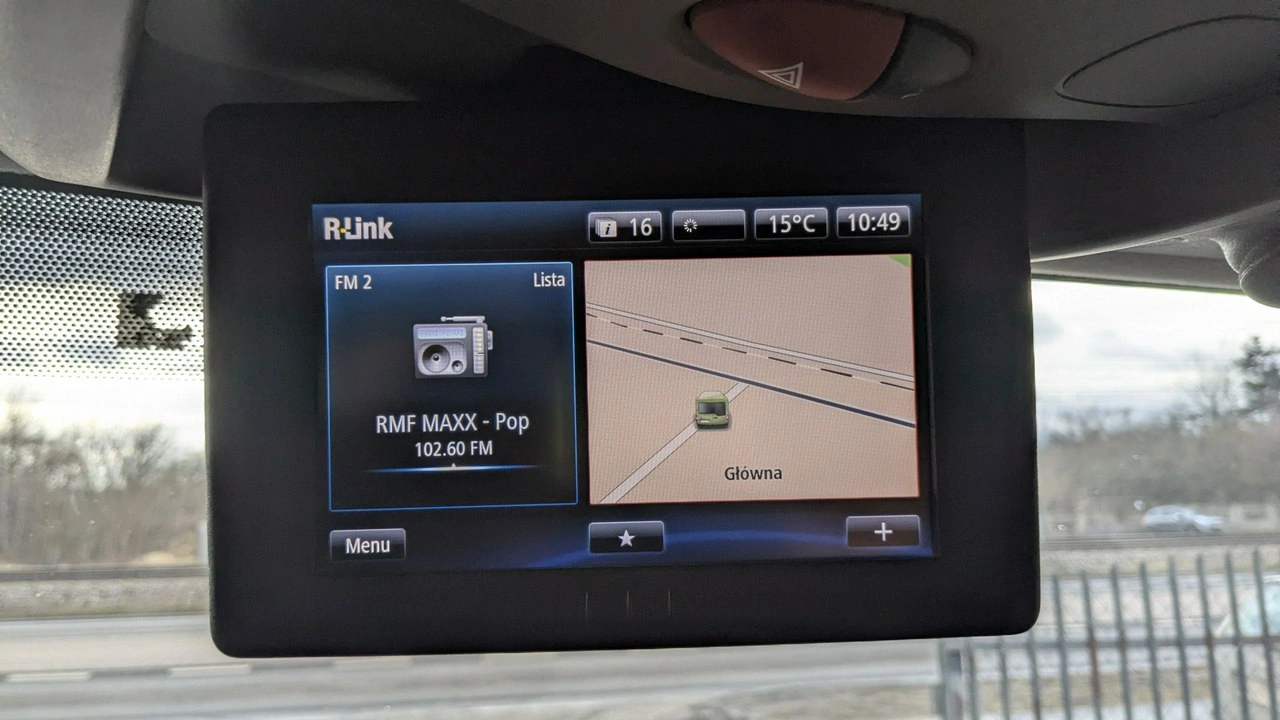 R-Link
16
15°C
10:49
FM 2
Lista
RMF MAXX - Pop
102.60 FM
Główna
Menu